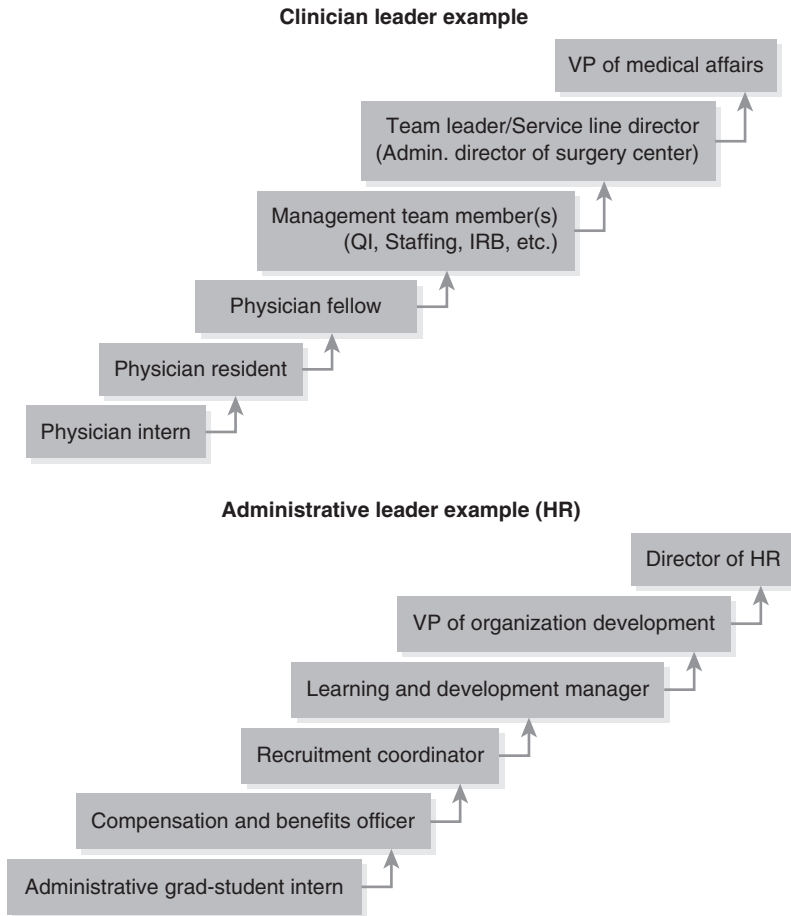 Clinician leader example
VP of medical affairs
Team leader/Service line director
(Admin. director of surgery center)
Management team member(s)
(QI, Staffing, IRB, etc.)
Physician fellow
Physician resident
Physician intern
Administrative leader example (HR)
Director of HR
VP of organization development
Learning and development manager
Recruitment coordinator
Compensation and benefits officer
Administrative grad-student intern